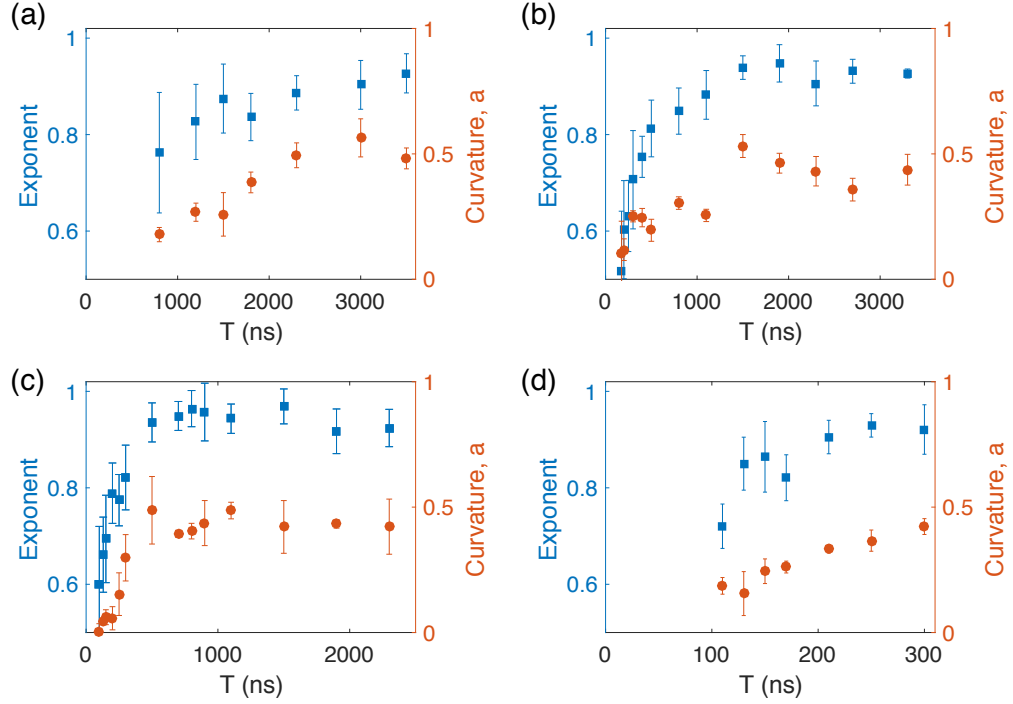 (a)
1
0.8
0.6
Exponent
1
0.5
0
Curvature, a
0 1000 2000 3000
T (ns)
(b)
1
0.8
0.6
Exponent
1
0.5
0
Curvature, a
0 1000 2000 3000
T (ns)
(c)
1
0.8
0.6
Exponent
1
0.5
0
Curvature, a
0 1000 2000
T (ns)
(d)
1
0.8
0.6
Exponent
1
0.5
0
Curvature, a
0 100 200 300
T (ns)